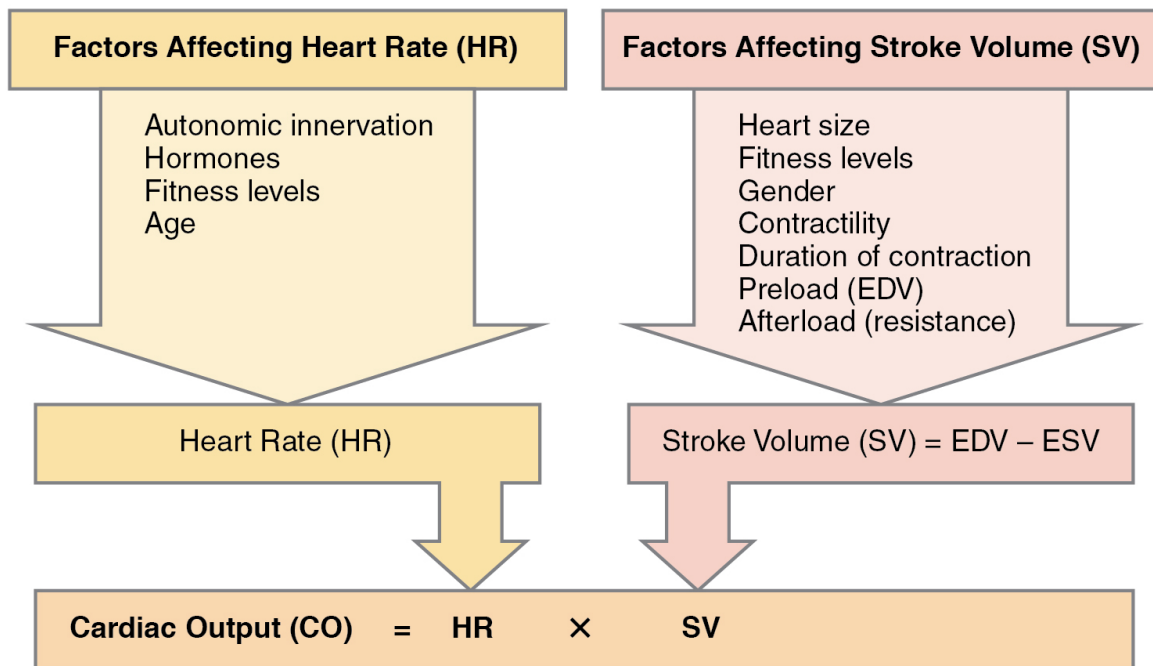 Factors Affecting Heart Rate (HR)
Autonomic innervation
Hormones
Fitness levels
Age
Factors Affecting Stroke Volume (SV)
Heart size
Fitness levels
Gender
Contractility
Duration of contraction
Preload (EDV)
Afterload (resistance)
Heart Rate (HR)
Stroke Volume (SV) = EDV – ESV
Cardiac Output (CO) = HR × SV